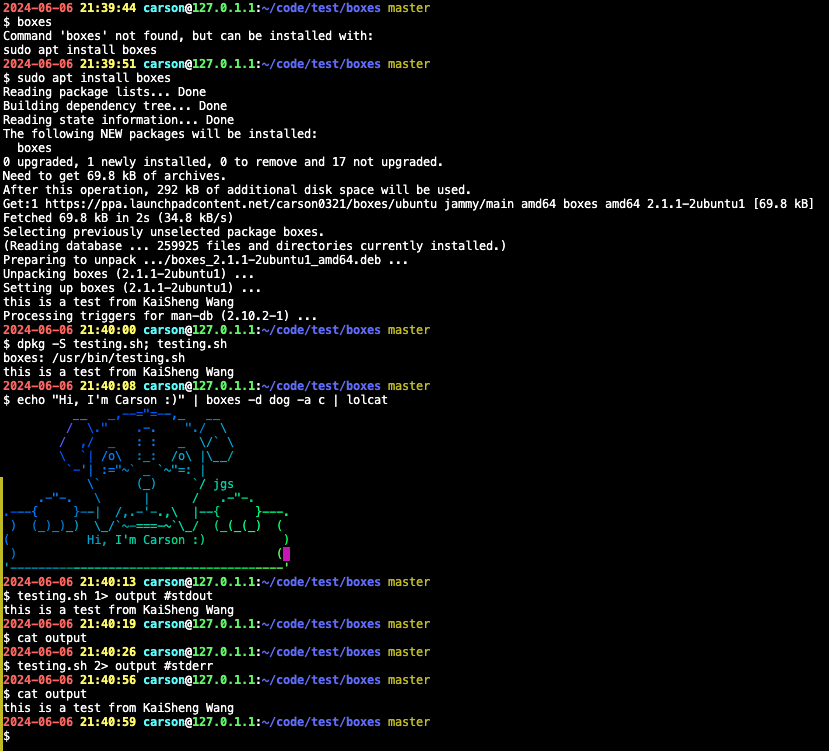 2024-06-06 21:39:44 carson@127.0.1.1:~/code/test/boxes master
$ boxes
Command 'boxes' not found, but can be installed with:
sudo apt install boxes
2024-06-06 21:39:51 carson@127.0.1.1:~/code/test/boxes master
$ sudo apt install boxes
Reading package lists... Done
Building dependency tree... Done
Reading state information... Done
The following NEW packages will be installed:
  boxes
0 upgraded, 1 newly installed, 0 to remove and 17 not upgraded.
Need to get 69.8 kB of archives.
After this operation, 292 kB of additional disk space will be used.
Get:1 https://ppa.launchpadcontent.net/carson0321/boxes/ubuntu jammy/main amd64 boxes amd64 2.1.1-2ubuntu1 [69.8 kB]
Fetched 69.8 kB in 2s (34.8 kB/s)
Selecting previously unselected package boxes.
(Reading database ... 259925 files and directories currently installed.)
Preparing to unpack .../boxes_2.1.1-2ubuntu1_amd64.deb ...
Unpacking boxes (2.1.1-2ubuntu1) ...
Setting up boxes (2.1.1-2ubuntu1) ...
this is a test from KaiSheng Wang
Processing triggers for man-db (2.10.2-1) ...
2024-06-06 21:40:00 carson@127.0.1.1:~/code/test/boxes master
$ dpkg -S testing.sh; testing.sh
boxes: /usr/bin/testing.sh
this is a test from KaiSheng Wang
2024-06-06 21:40:08 carson@127.0.1.1:~/code/test/boxes master
$ echo "Hi, I'm Carson :)" | boxes -d dog -a c | lolcat
          __   _,--="=--,_   __
         /  \."    .-.    "./  \
        /  ,/  _   : :   _  \/` \
        \  `| /o\  :_:  /o\ |\__/
         `-'| :="~` _ `~"=: |
            \`     (_)     `/ jgs
     .-"-.   \      |      /   .-"-.
.---{     }--|  /,.-'-.,\  |--{     }---.
 )  (_)_)_)  \_/`~-===-~`\_/  (_(_(_)  (
(           Hi, I'm Carson :)           )
 )                                     (
'---------------------------------------'
2024-06-06 21:40:13 carson@127.0.1.1:~/code/test/boxes master
$ testing.sh 1> output #stdout
this is a test from KaiSheng Wang
2024-06-06 21:40:19 carson@127.0.1.1:~/code/test/boxes master
$ cat output
2024-06-06 21:40:26 carson@127.0.1.1:~/code/test/boxes master
$ testing.sh 2> output #stderr
2024-06-06 21:40:56 carson@127.0.1.1:~/code/test/boxes master
$ cat output
this is a test from KaiSheng Wang
2024-06-06 21:40:59 carson@127.0.1.1:~/code/test/boxes master
$